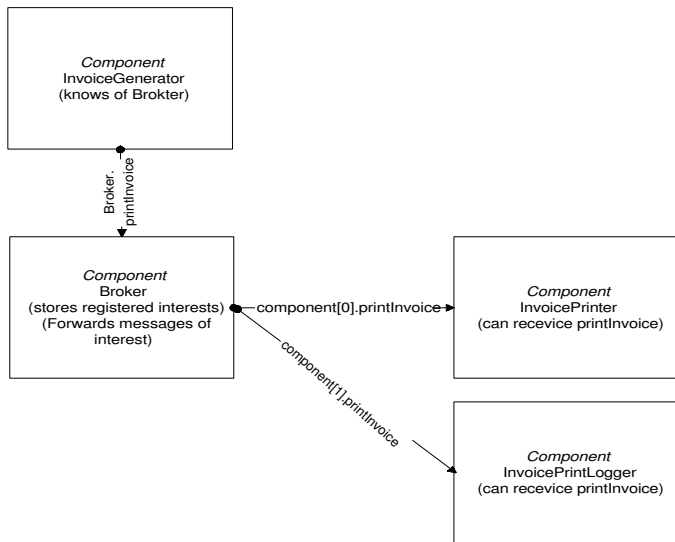 Component
InvoiceGenerator
(knows of Brokter)
Broker.
printInvoice
Component
Broker
(stores registered interests)
(Forwards messages of
interest)
component[0].printInvoice
Component
InvoicePrinter
(can recevice printInvoice)
component[1].printInvoice
Component
InvoicePrintLogger
(can recevice printInvoice)